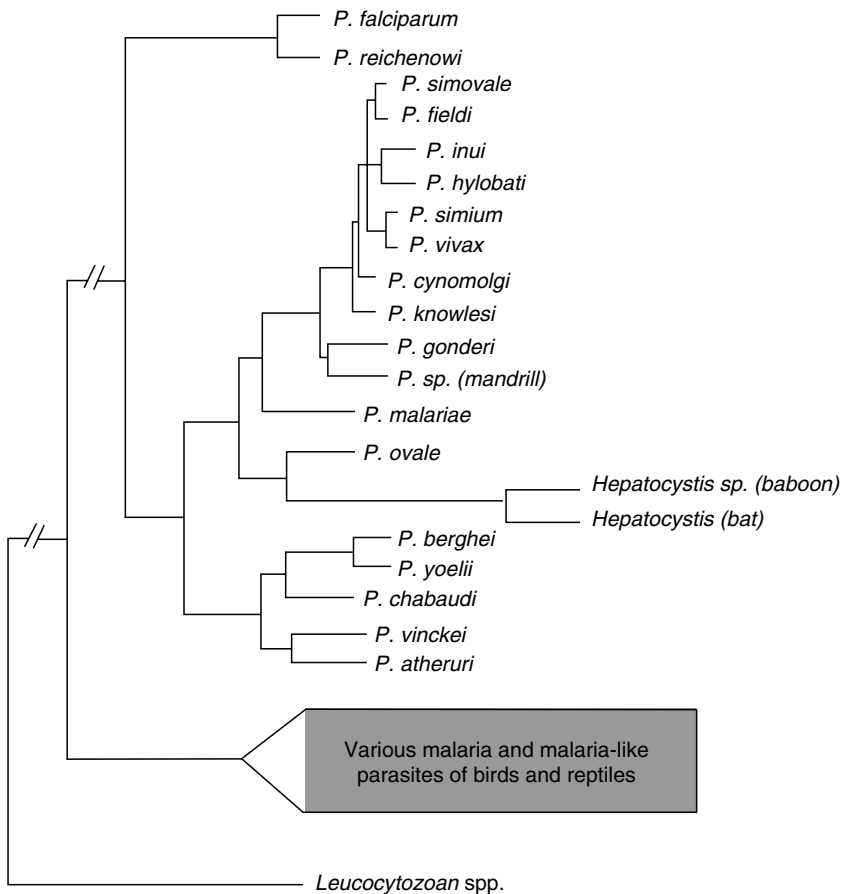 P. falciparum
P. reichenowi
P. simovale
P. fieldi
P. inui
P. hylobati
P. simium
P. vivax
P. cynomolgi
P. knowlesi
P. gonderi
P. sp. (mandrill)
P. malariae
P. ovale
Hepatocystis sp. (baboon)
Hepatocystis (bat)
P. berghei
P. yoelii
P. chabaudi
P. vinckei
P. atheruri
Various malaria and malaria-like
parasites of birds and reptiles
Leucocytozoan spp.